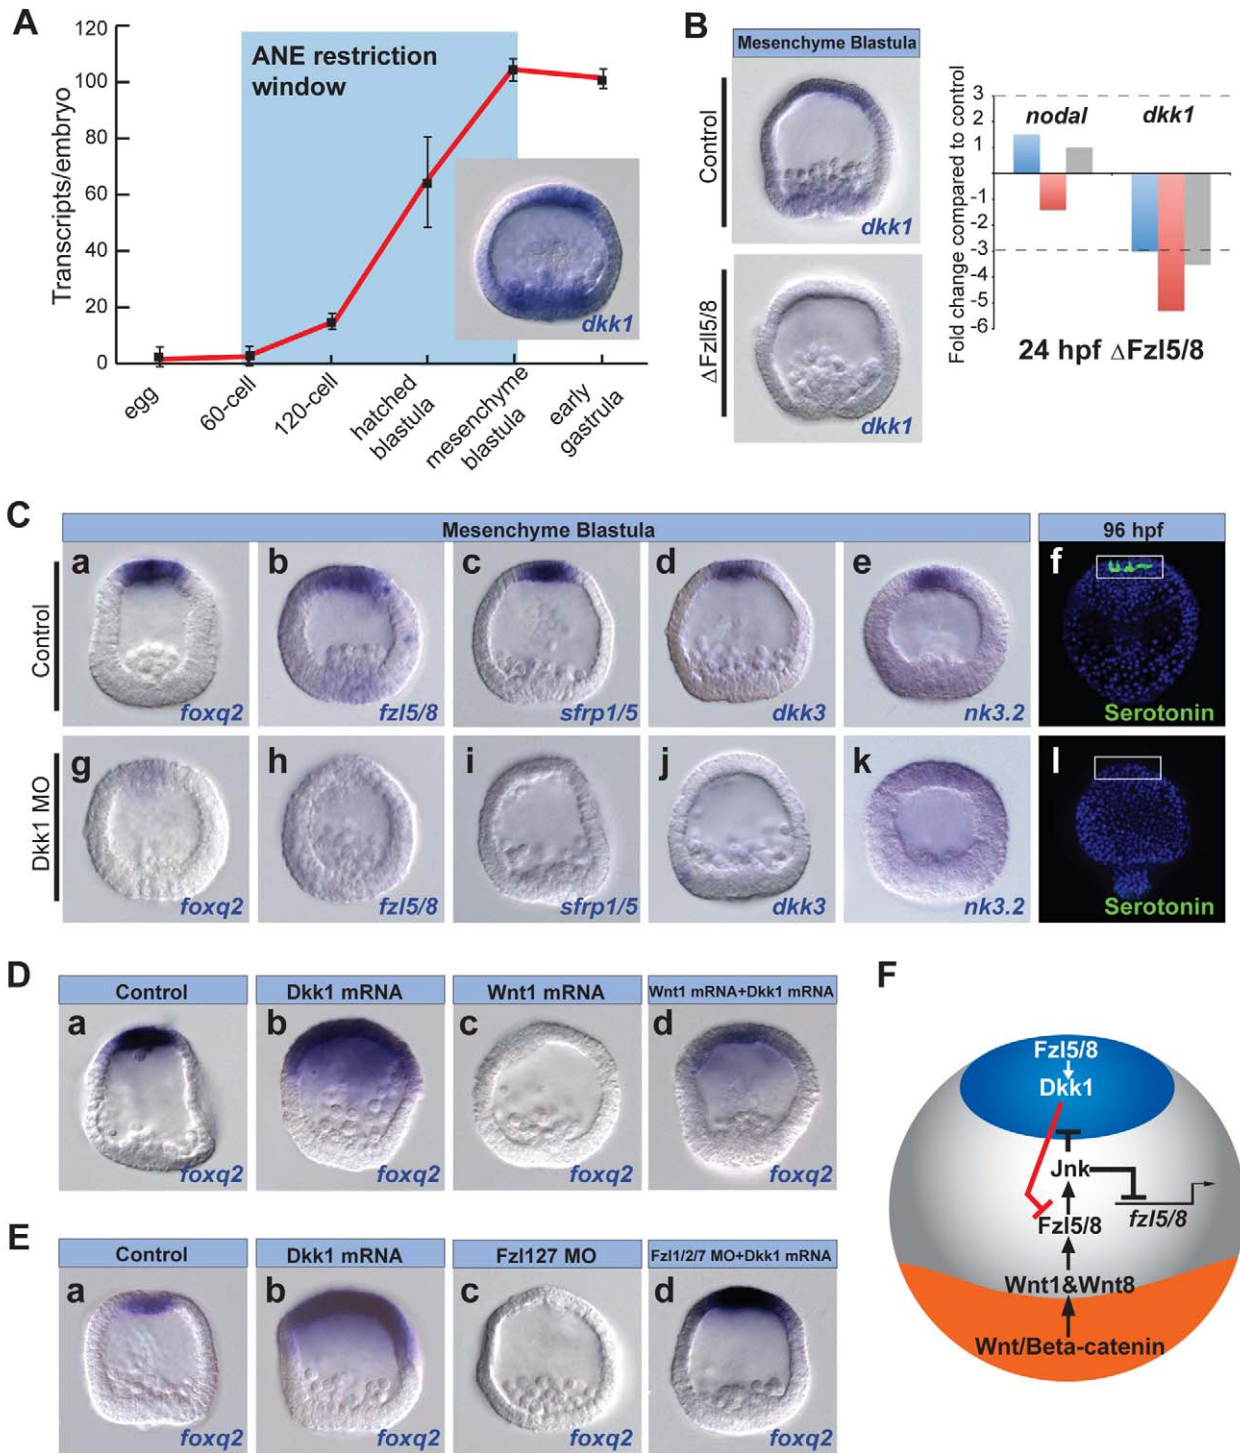 A
120
100
80
60
40
20
0
Transcripts/embryo
ANE restriction
window
dkk1
egg
60-cell
120-cell
hatched
blastula
mesenchyme
blastula
early
gastrula
B
Mesenchyme Blastula
Control
dkk1
ΔFzl5/8
dkk1
Fold change compared to control
3
2
1
-1
-2
-3
-4
-5
-6
nodal
dkk1
24 hpf ΔFzl5/8
C
Mesenchyme Blastula
96 hpf
Control
a
foxq2
b
fzl5/8
c
sfrp1/5
d
dkk3
e
nk3.2
f
Serotonin
Dkk1 MO
g
foxq2
h
fzl5/8
i
sfrp1/5
j
dkk3
k
nk3.2
l
Serotonin
D
Control
Dkk1 mRNA
Wnt1 mRNA
Wnt1 mRNA+Dkk1 mRNA
a
foxq2
b
foxq2
c
foxq2
d
foxq2
E
Control
Dkk1 mRNA
Fzl127 MO
Fzl1/2/7 MO+Dkk1 mRNA
a
foxq2
b
foxq2
c
foxq2
d
foxq2
F
Fzl5/8
Dkk1
Jnk
fzl5/8
Fzl5/8
Wnt1&Wnt8
Wnt/Beta-catenin